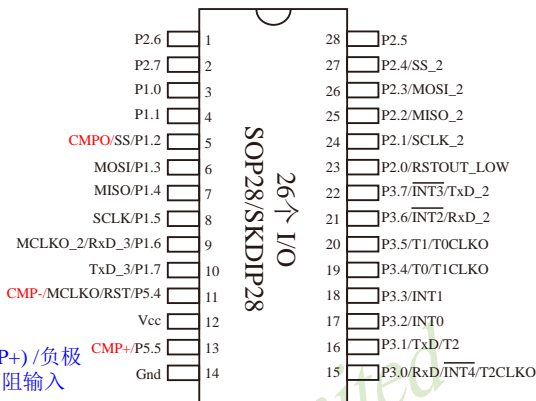 P2.6 1 28 P2.5
P2.7 2 27 P2.4/SS_2
P1.0 3 26 P2.3/MOSI_2
P1.1 4 25 P2.2/MISO_2
CMPO/SS/P1.2 5 24 P2.1/SCLK_2
MOSI/P1.3 6 23 P2.0/RSTOUT_LOW
MISO/P1.4 7 22 P3.7/INT3/TxD_2
SCLK/P1.5 8 21 P3.6/INT2/RxD_2
MCLKO_2/RxD_3/P1.6 9 20 P3.5/T1/T0CLKO
TxD_3/P1.7 10 19 P3.4/T0/T1CLKO
CMP-/MCLKO/RST/P5.4 11 18 P3.3/INT1
Vcc 12 17 P3.2/INT0
CMP+/P5.5 13 16 P3.1/TxD/T2
Gnd 14 15 P3.0/RxD/INT4/T2CLKO
26个 I/O
SOP28/SKDIP28
P+) /负极
阻输入